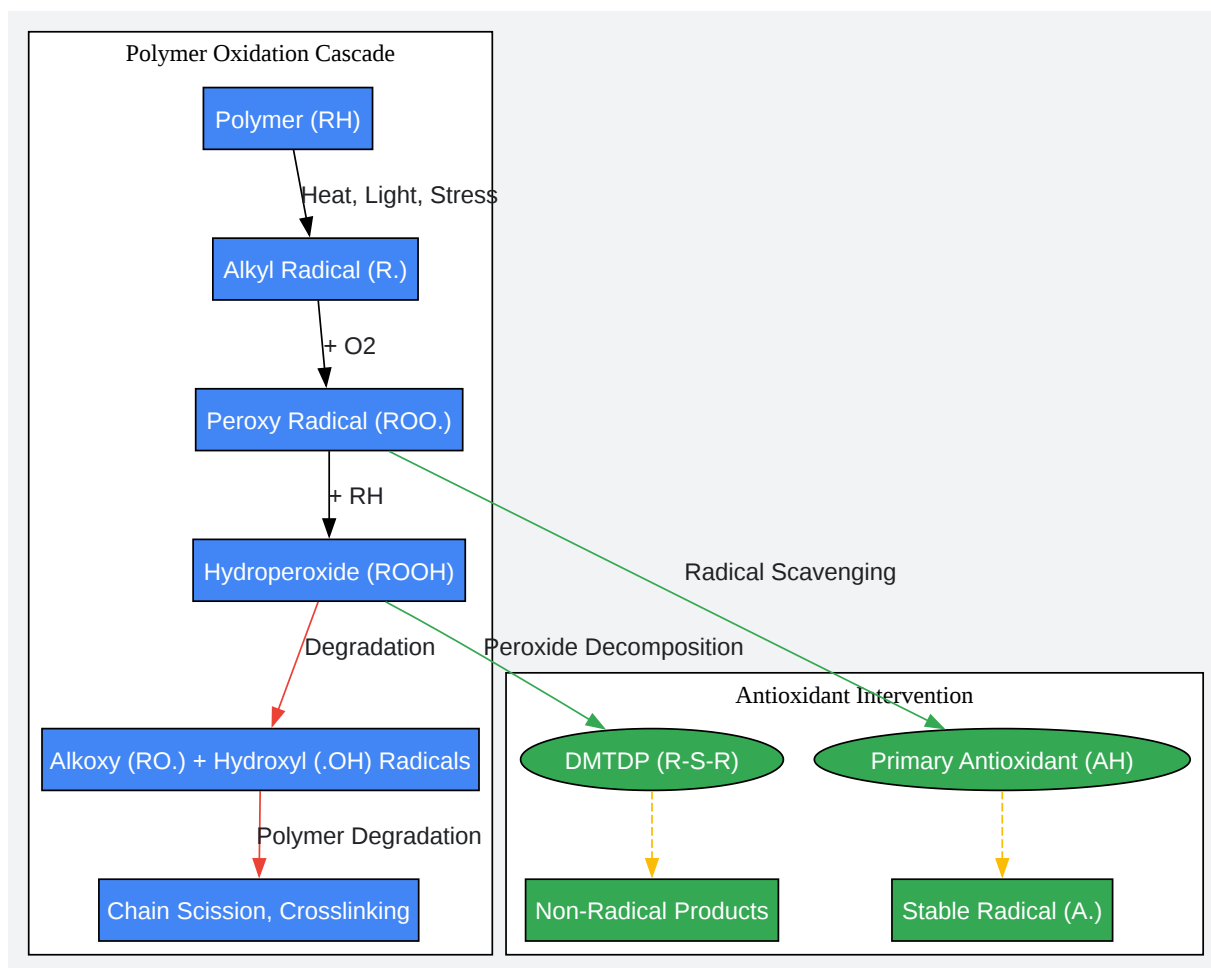 Polymer Oxidation Cascade
Polymer (RH)
Heat, Light, Stress
Alkyl Radical (R.)
+ O2
Peroxy Radical (ROO.)
+ RH
Hydroperoxide (ROOH)
Radical Scavenging
Degradation
Peroxide Decomposition
Antioxidant Intervention
Alkoxy (RO.) + Hydroxyl (.OH) Radicals
DMTDP (R-S-R)
Primary Antioxidant (AH)
Polymer Degradation
Chain Scission, Crosslinking
Non-Radical Products
Stable Radical (A.)